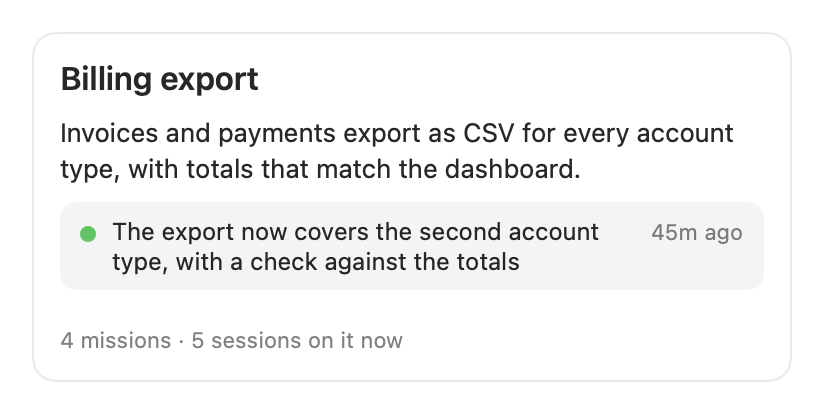 Billing export
Invoices and payments export as CSV for every account
type, with totals that match the dashboard.
The export now covers the second account
type, with a check against the totals
45m ago
4 missions · 5 sessions on it now